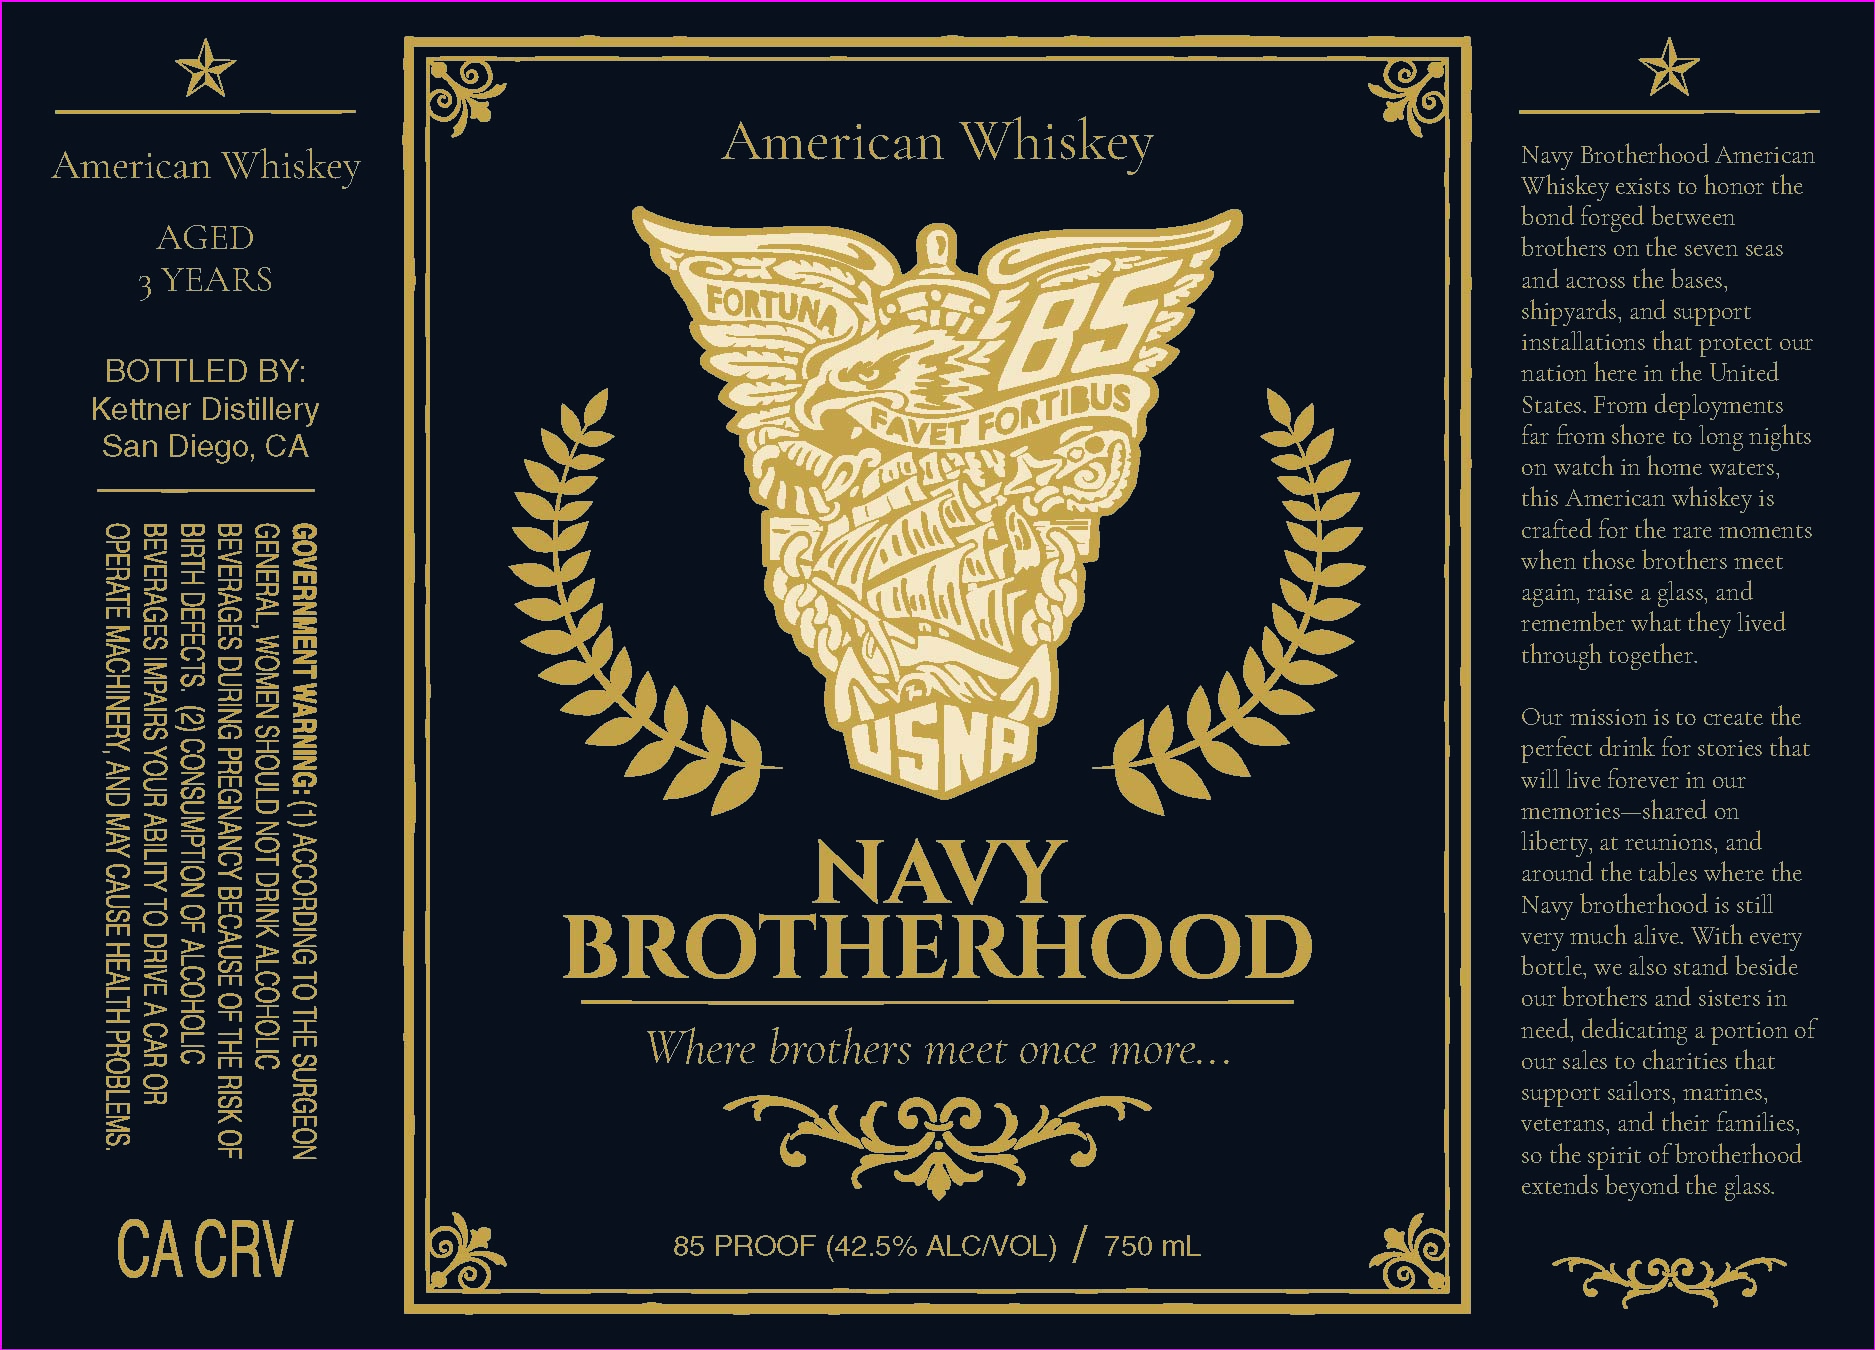 American Whiskey
AGED
3 YEARS
BOTTLED BY:
Kettner Distillery
San Diego, CA
GOVERNMENT WARNING: (1) ACCORDING TO THE SURGEON
GENERAL, WOMEN SHOULD NOT DRINK ALCOHOLIC
BEVERAGES DURING PREGNANCY BECAUSE OF THE RISK OF
BIRTH DEFECTS. (2) CONSUMPTION OF ALCOHOLIC
BEVERAGES IMPAIRS YOUR ABILITY TO DRIVE A CAR OR
OPERATE MACHINERY, AND MAY CAUSE HEALTH PROBLEMS.
CA CRV
American Whiskey
FORTUNA
'85
FAVET FORTIBUS
USNA
NAVY
BROTHERHOOD
Where brothers meet once more...
85 PROOF (42.5% ALC/VOL) / 750 mL
Navy Brotherhood American
Whiskey exists to honor the
bond forged between
brothers on the seven seas
and across the bases,
shipyards, and support
installations that protect our
nation here in the United
States. From deployments
far from shore to long nights
on watch in home waters,
this American whiskey is
crafted for the rare moments
when those brothers meet
again, raise a glass, and
remember what they lived
through together.
Our mission is to create the
perfect drink for stories that
will live forever in our
memories—shared on
liberty, at reunions, and
around the tables where the
Navy brotherhood is still
very much alive. With every
bottle, we also stand beside
our brothers and sisters in
need, dedicating a portion of
our sales to charities that
support sailors, marines,
veterans, and their families,
so the spirit of brotherhood
extends beyond the glass.